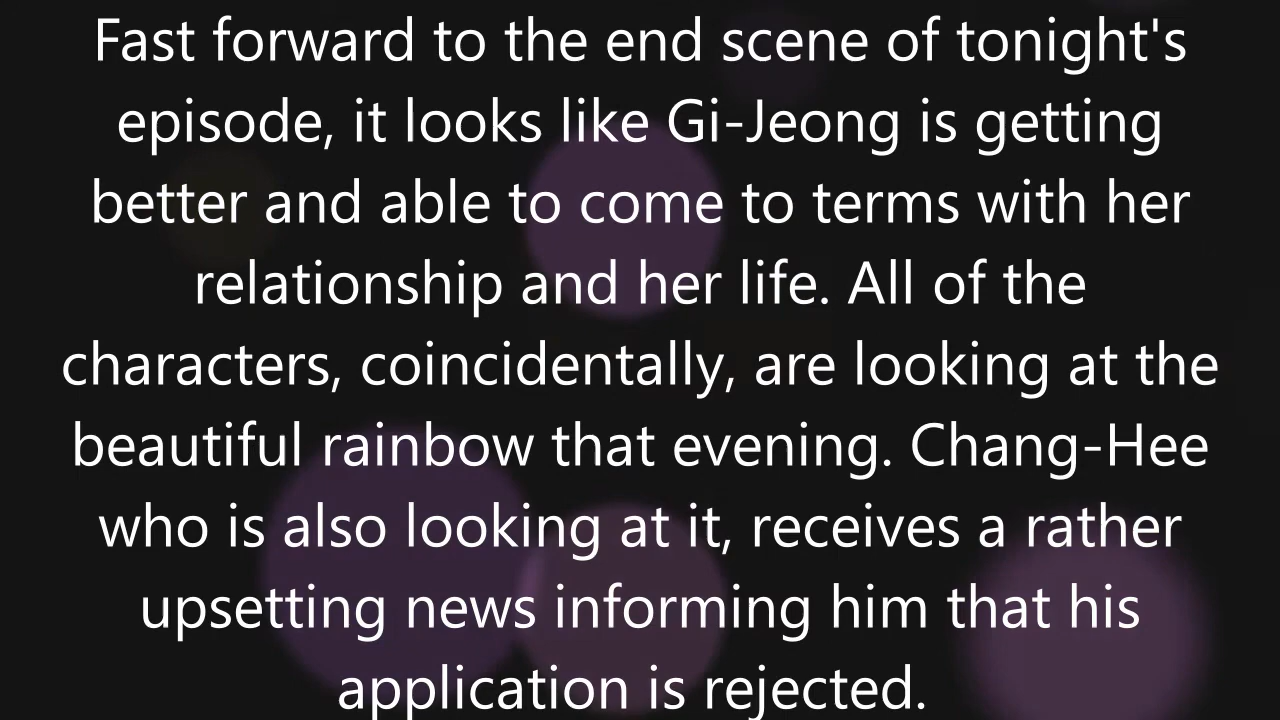 Fast forward to the end scene of tonight's
episode, it looks like Gi-Jeong is getting
better and able to come to terms with her
relationship and her life. All of the
characters, coincidentally, are looking at the
beautiful rainbow that evening. Chang-Hee
who is also looking at it, receives a rather
upsetting news informing him that his
application is rejected.